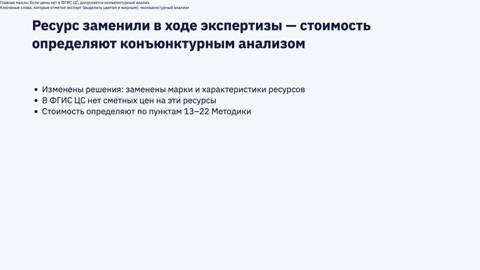 Главная мысль: Если цены нет в ФГИС ЦС, допускается конъюнктурный анализ.
Ключевые слова, которые отметил эксперт (выделить цветом и жирным): «конъюнктурный анализ»
Ресурс заменили в ходе экспертизы — стоимость
определяют конъюнктурным анализом
• Изменены решения: заменены марки и характеристики ресурсов
• В ФГИС ЦС нет сметных цен на эти ресурсы
• Стоимость определяют по пунктам 13–22 Методики